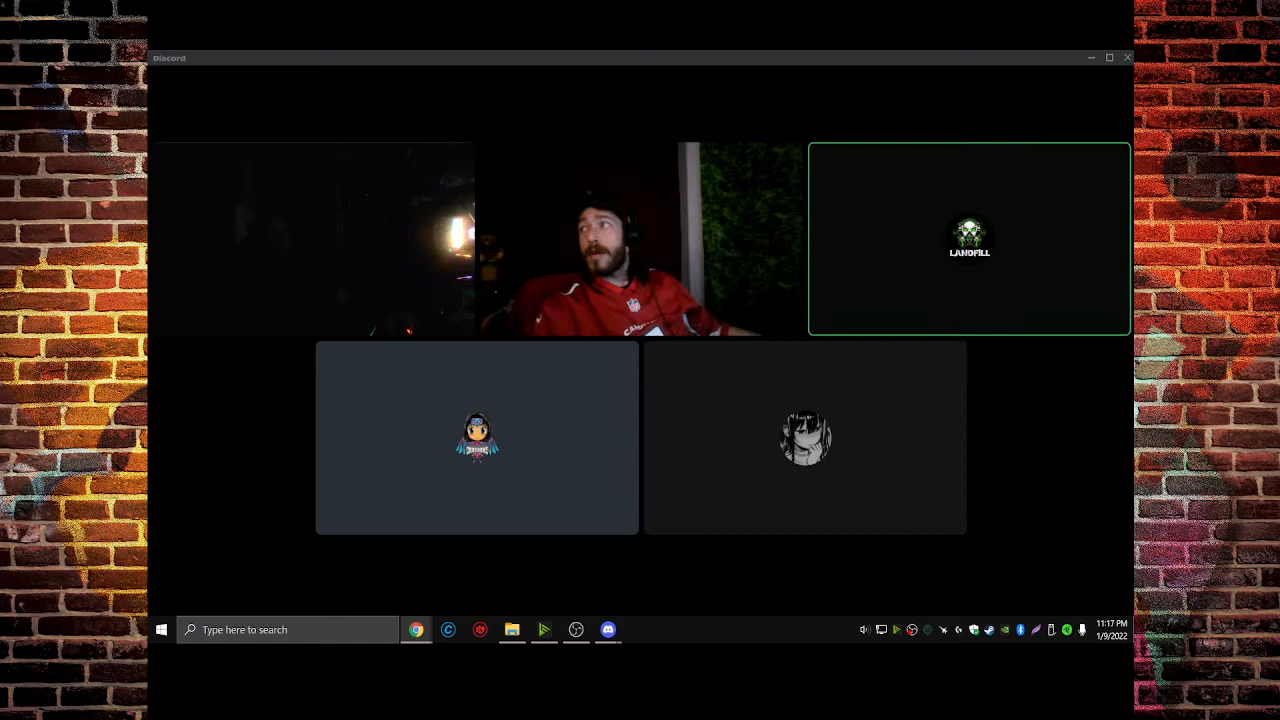 Discord
LANDFILL
Type here to search
11:17 PM
1/9/2022